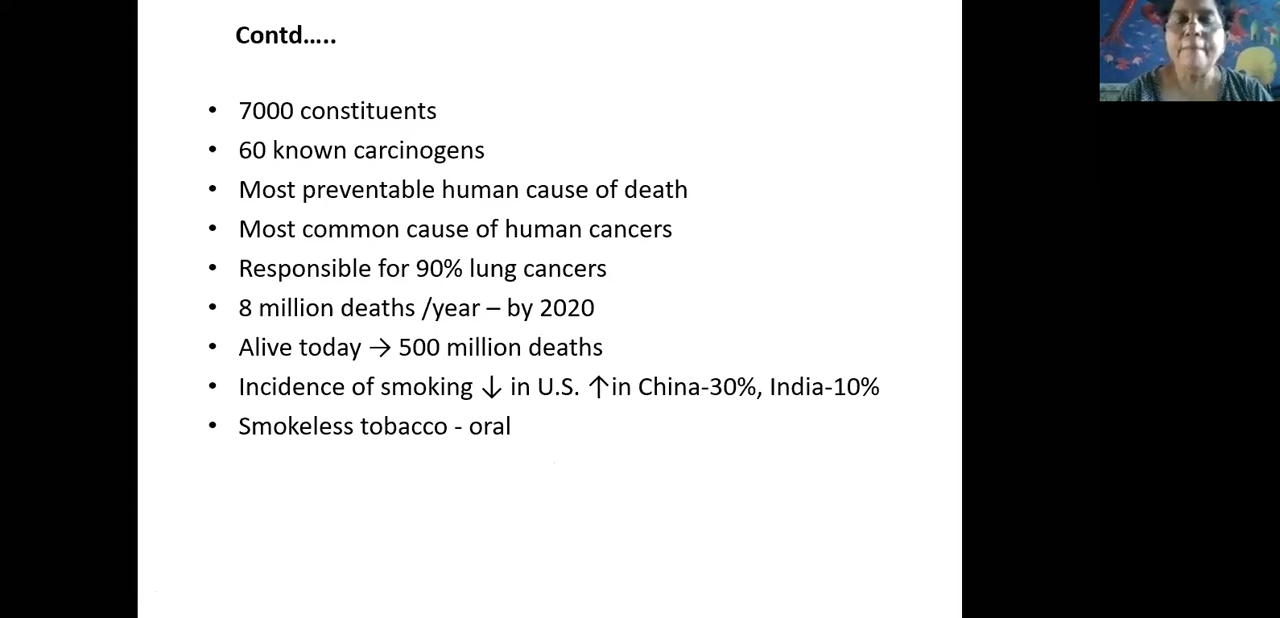 Contd.....
• 7000 constituents
• 60 known carcinogens
• Most preventable human cause of death
• Most common cause of human cancers
• Responsible for 90% lung cancers
• 8 million deaths /year – by 2020
• Alive today → 500 million deaths
• Incidence of smoking ↓ in U.S. ↑in China-30%, India-10%
• Smokeless tobacco - oral